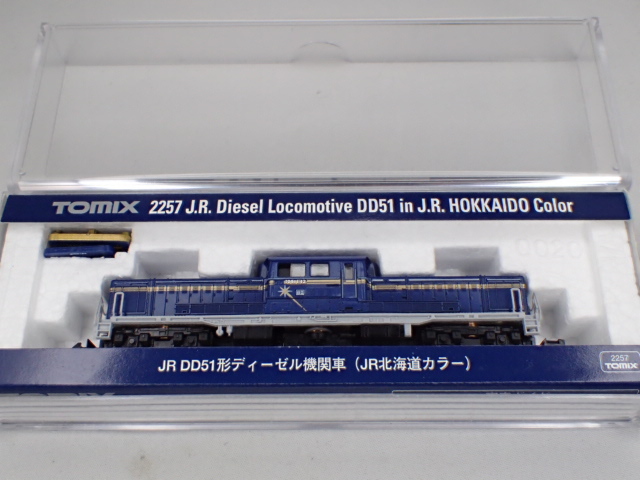 TOMIX 2257 J.R. Diesel Locomotive DD51 in J.R. HOKKAIDO Color
JR DD51形ディーゼル機関車（JR北海道カラー）
2257
TOMIX